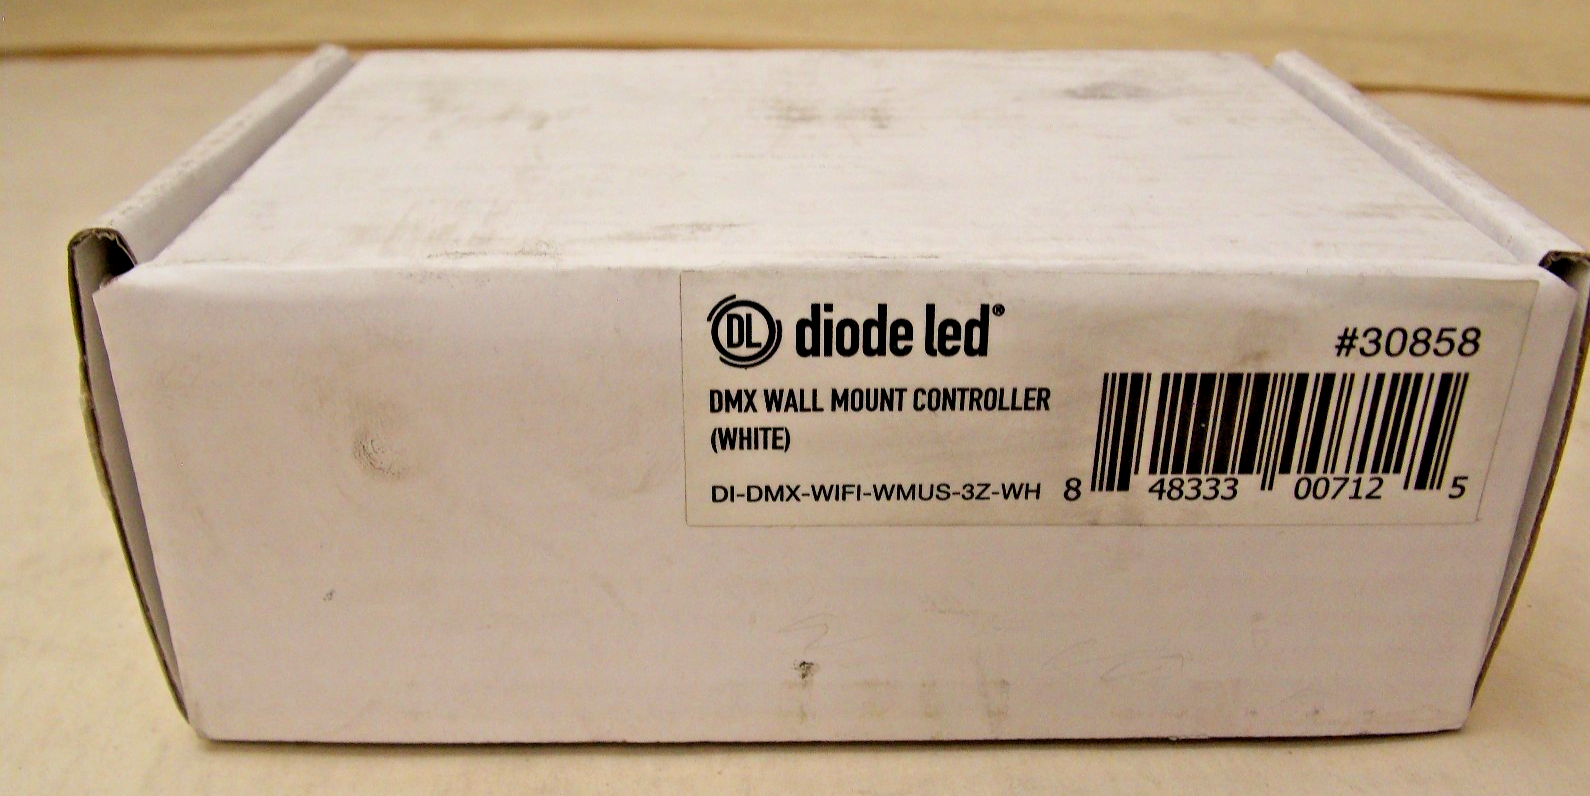 DL diode led®
#30858
DMX WALL MOUNT CONTROLLER
(WHITE)
DI-DMX-WIFI-WMUS-3Z-WH
8 48333 00712 5